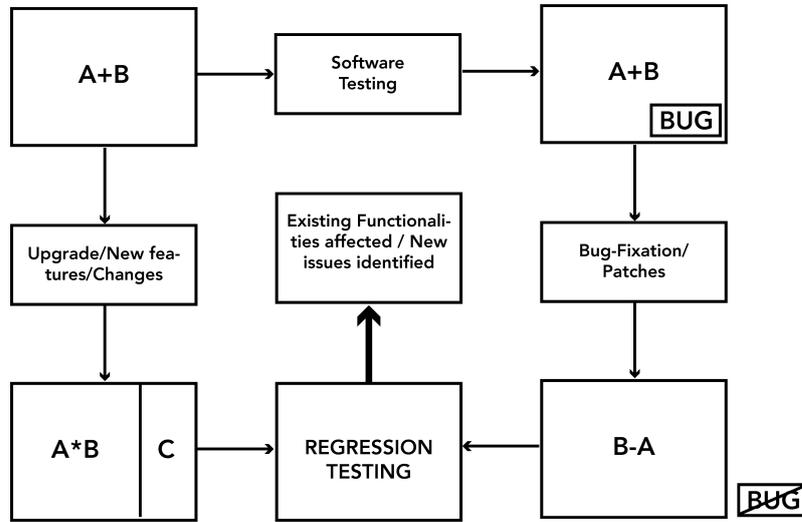 A+B
Software
Testing
A+B
BUG
Upgrade/New fea-
tures/Changes
Existing Functionali-
ties affected / New
issues identified
Bug-Fixation/
Patches
A*B
C
REGRESSION
TESTING
B-A
BUG